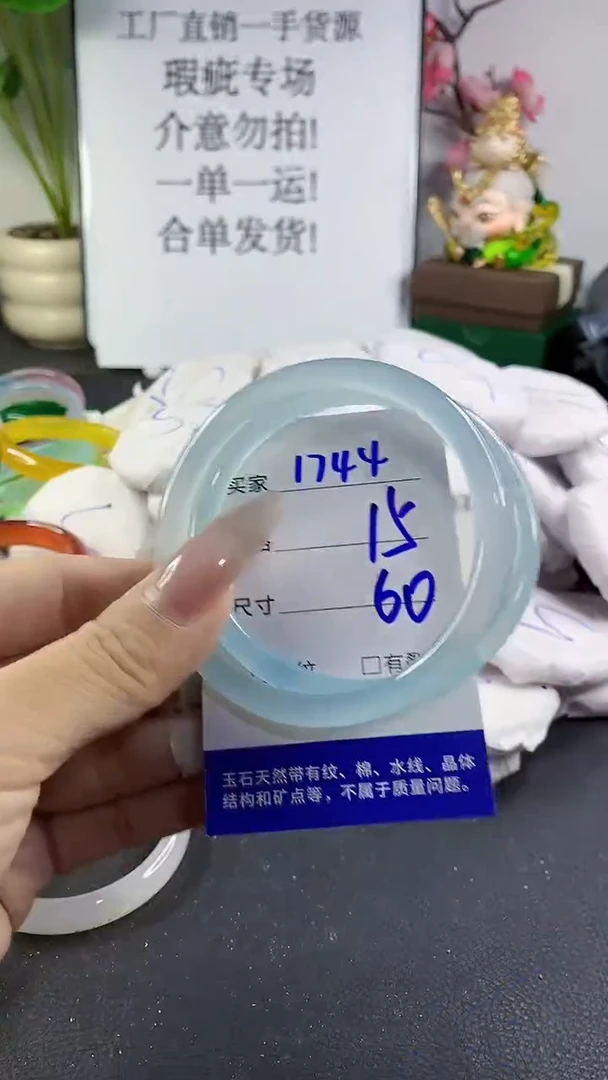 工厂直销一手货源
瑕疵专场
介意勿拍!
一单一运!
合单发货!
买家 1744
15
尺寸 60
□有
玉石天然带有纹、棉、水线、晶体
结构和矿点等，不属于质量问题。